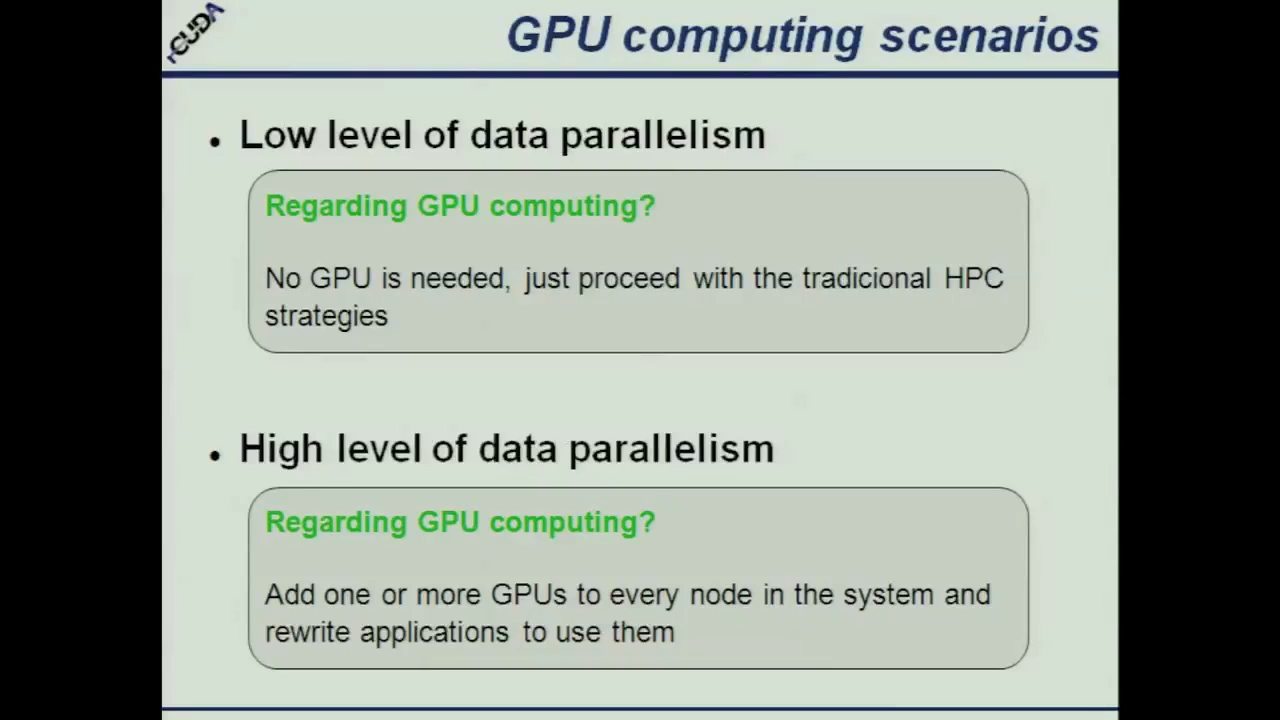 rCUDA
GPU computing scenarios
• Low level of data parallelism
Regarding GPU computing?
No GPU is needed, just proceed with the tradicional HPC
strategies
• High level of data parallelism
Regarding GPU computing?
Add one or more GPUs to every node in the system and
rewrite applications to use them